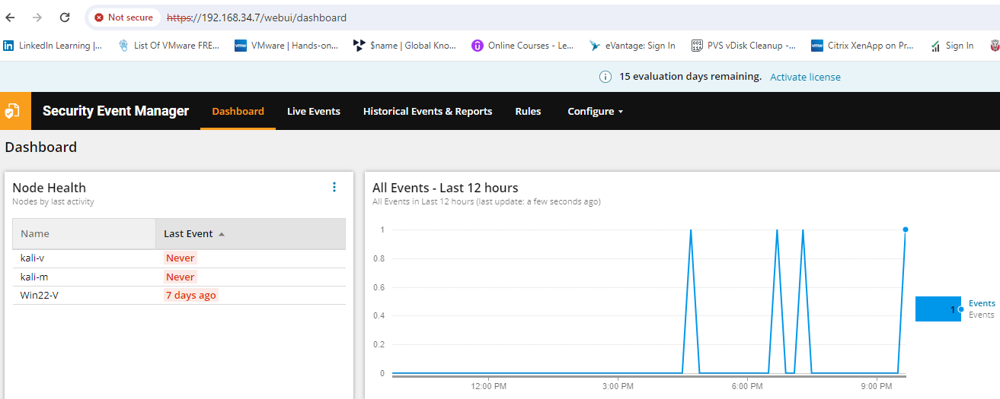 Not secure https://192.168.34.7/webui/dashboard
LinkedIn Learning |... List Of VMware FRE... VMware | Hands-on... $name | Global Kno... Online Courses - Le... eVantage: Sign In PVS vDisk Cleanup -... Citrix XenApp on Pr... Sign In
15 evaluation days remaining. Activate license
Security Event Manager Dashboard Live Events Historical Events & Reports Rules Configure
Dashboard
Node Health
Nodes by last activity
Name Last Event
kali-v Never
kali-m Never
Win22-V 7 days ago
All Events - Last 12 hours
All Events in Last 12 hours (last update: a few seconds ago)
1
0.8
0.6
0.4
0.2
0
12:00 PM 3:00 PM 6:00 PM 9:00 PM
1 Events
Events